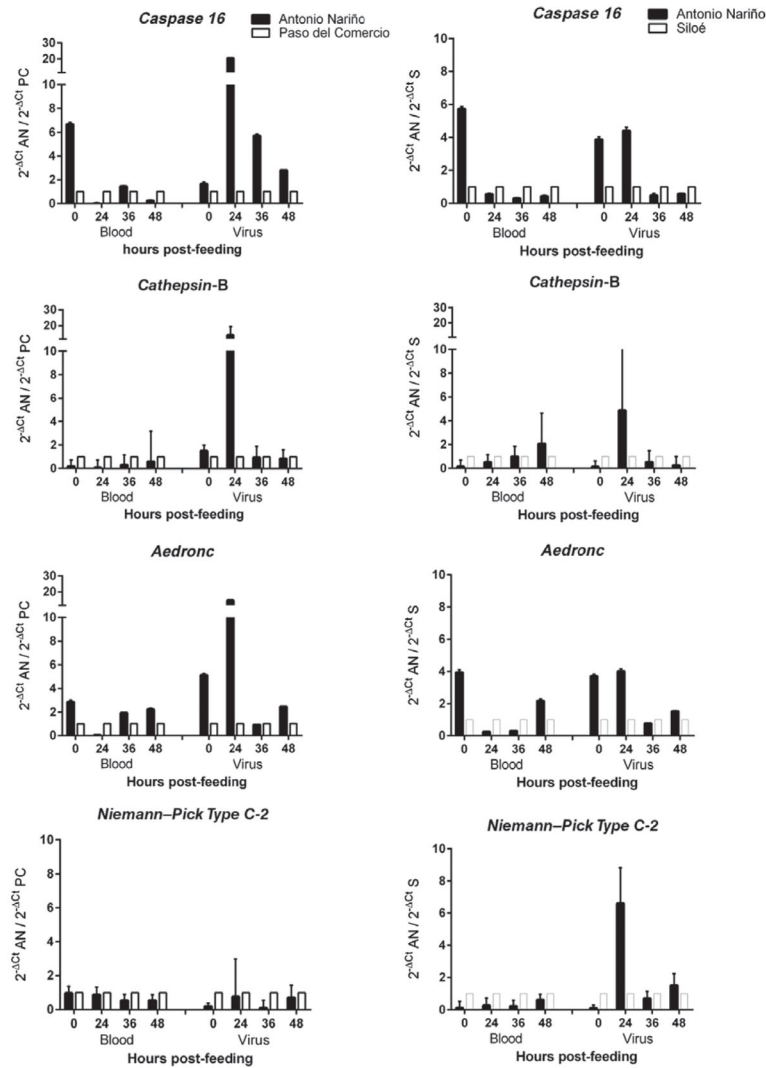 Caspase 16
Antonio Nariño
Paso del Comercio
2^-ΔCt AN / 2^-ΔCt PC
30
20
10
8
6
4
2
0
0 24 36 48 0 24 36 48
Blood Virus
hours post-feeding
Caspase 16
Antonio Nariño
Siloé
2^-ΔCt AN / 2^-ΔCt S
10
8
6
4
2
0
0 24 36 48 0 24 36 48
Blood Virus
Hours post-feeding
Cathepsin-B
2^-ΔCt AN / 2^-ΔCt PC
30
20
10
8
6
4
2
0
0 24 36 48 0 24 36 48
Blood Virus
Hours post-feeding
Cathepsin-B
2^-ΔCt AN / 2^-ΔCt S
30
20
10
8
6
4
2
0
0 24 36 48 0 24 36 48
Blood Virus
Hours post-feeding
Aedronc
2^-ΔCt AN / 2^-ΔCt PC
30
20
10
8
6
4
2
0
0 24 36 48 0 24 36 48
Blood Virus
Hours post-feeding
Aedronc
2^-ΔCt AN / 2^-ΔCt S
10
8
6
4
2
0
0 24 36 48 0 24 36 48
Blood Virus
Hours post-feeding
Niemann–Pick Type C-2
2^-ΔCt AN / 2^-ΔCt PC
10
8
6
4
2
0
0 24 36 48 0 24 36 48
Blood Virus
Hours post-feeding
Niemann–Pick Type C-2
2^-ΔCt AN / 2^-ΔCt S
10
8
6
4
2
0
0 24 36 48 0 24 36 48
Blood Virus
Hours post-feeding